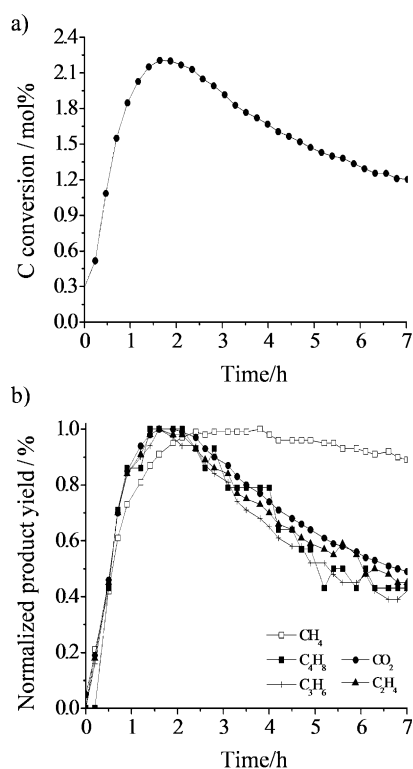 a)
2.4
2.1
1.8
1.5
1.2
0.9
0.6
0.3
0.0
C conversion / mol%
0 1 2 3 4 5 6 7
Time/h
b)
1.0
0.8
0.6
0.4
0.2
0.0
Normalized product yield / %
CH4
C4H8 CO2
C3H6 C2H4
0 1 2 3 4 5 6 7
Time/h